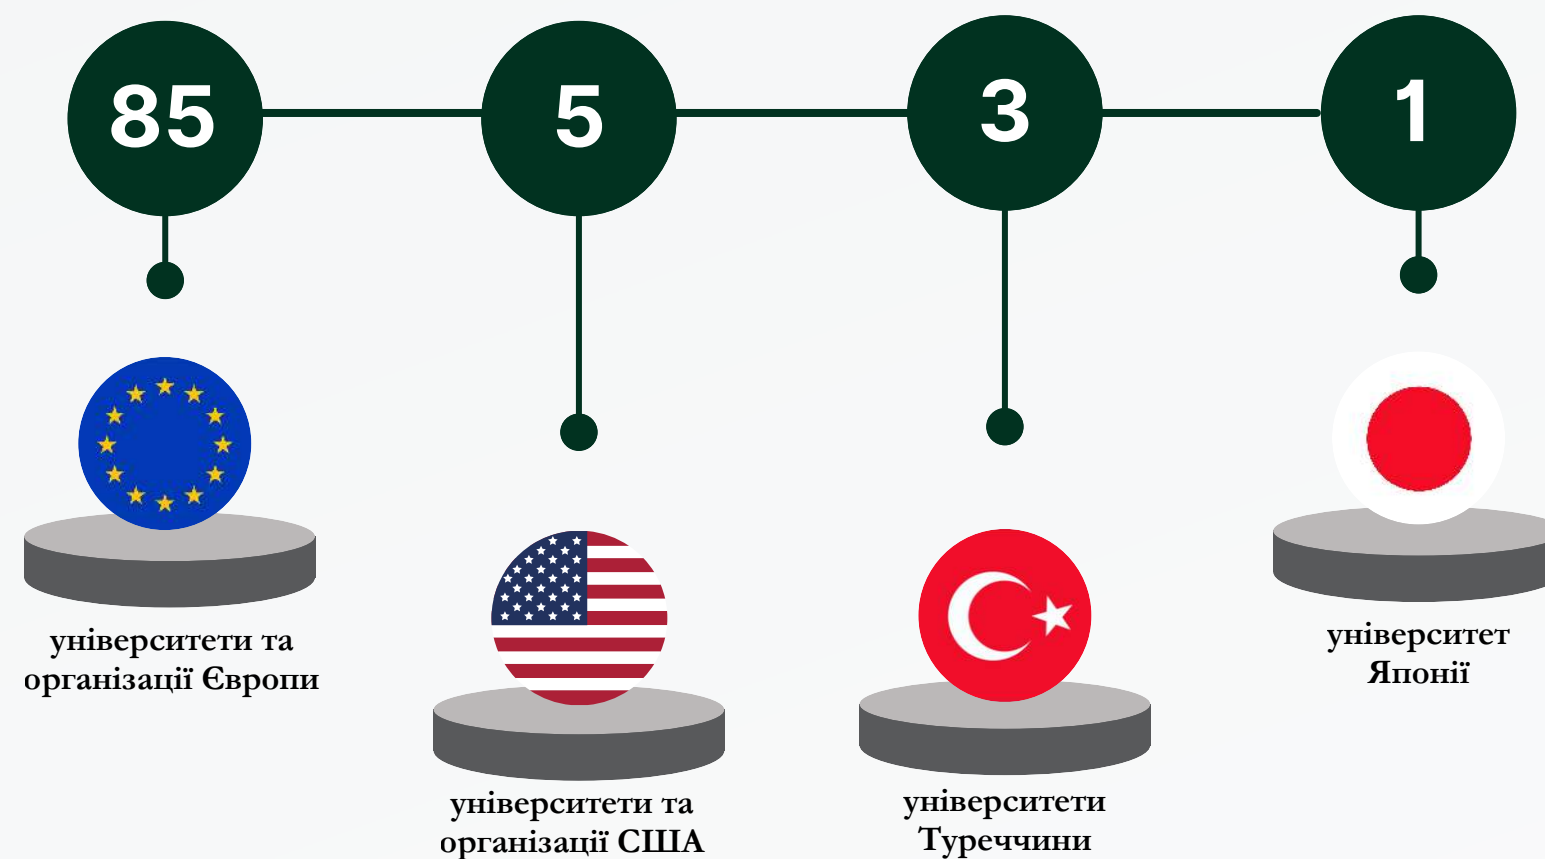 85
5
3
1
університети та
організації Європи
університети та
організації США
університети
Туреччини
університет
Японії